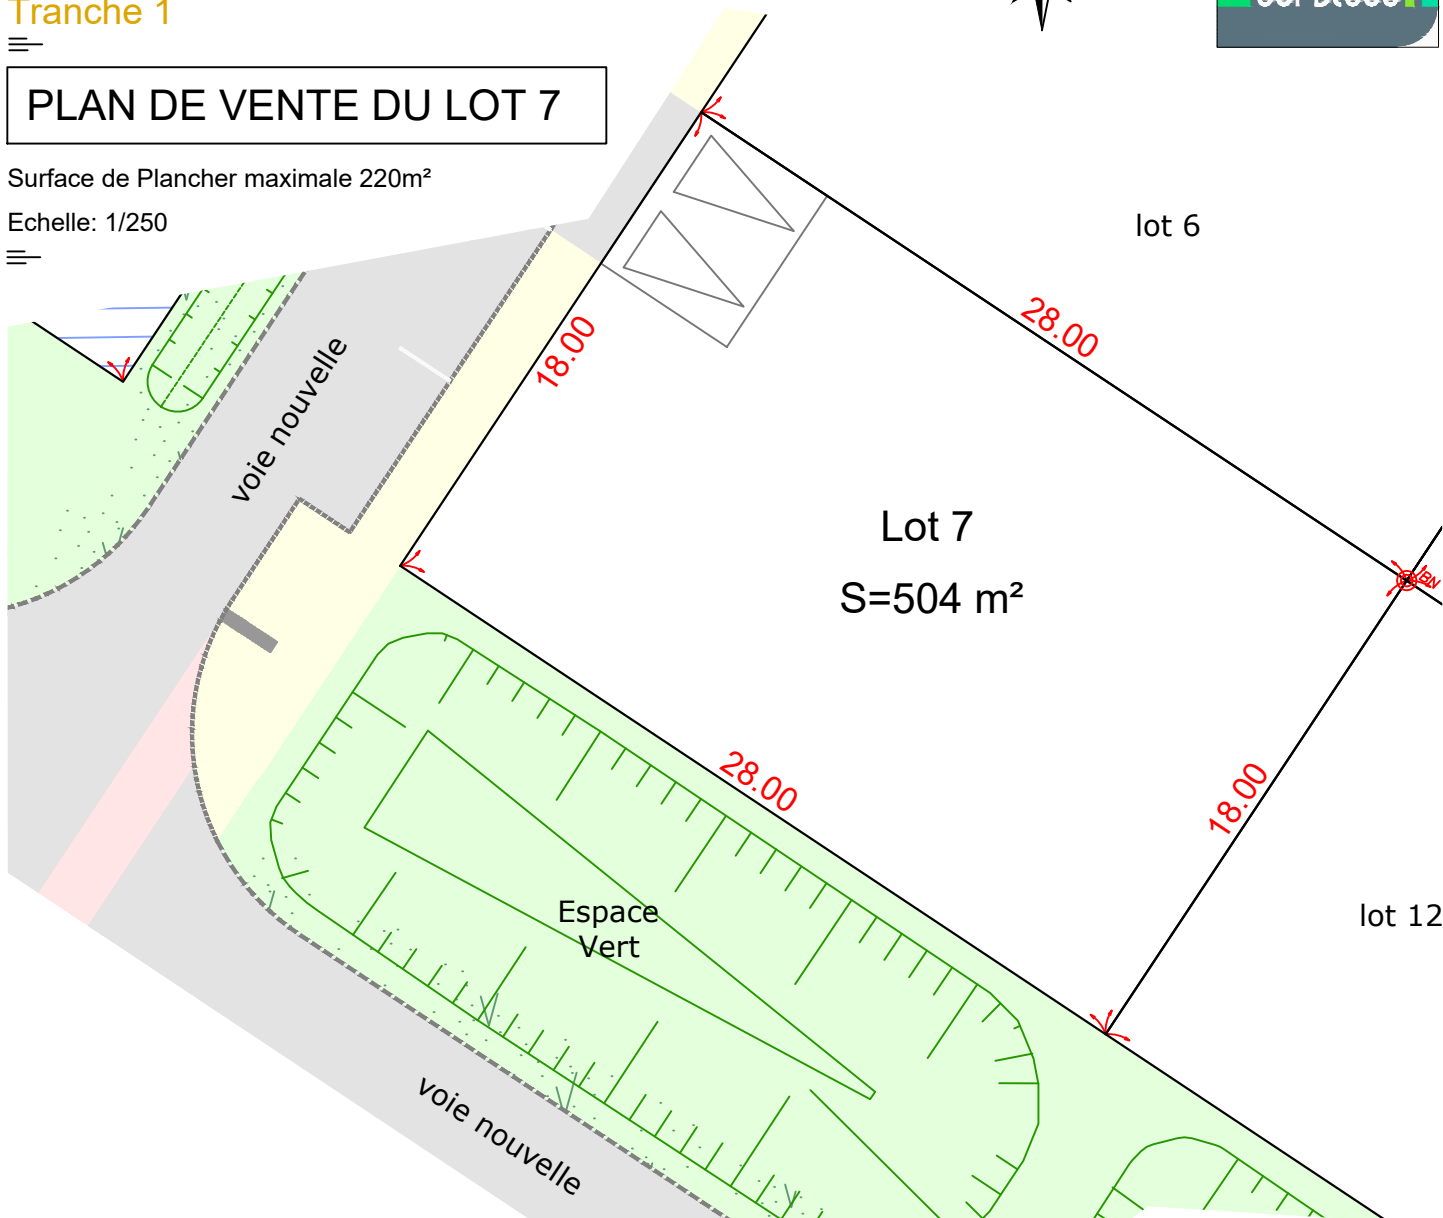 Tranche 1
PLAN DE VENTE DU LOT 7
Surface de Plancher maximale 220m²
Echelle: 1/250
lot 6
28.00
18.00
voie nouvelle
Lot 7
S=504 m²
BN
28.00
18.00
lot 12
Espace
Vert
voie nouvelle